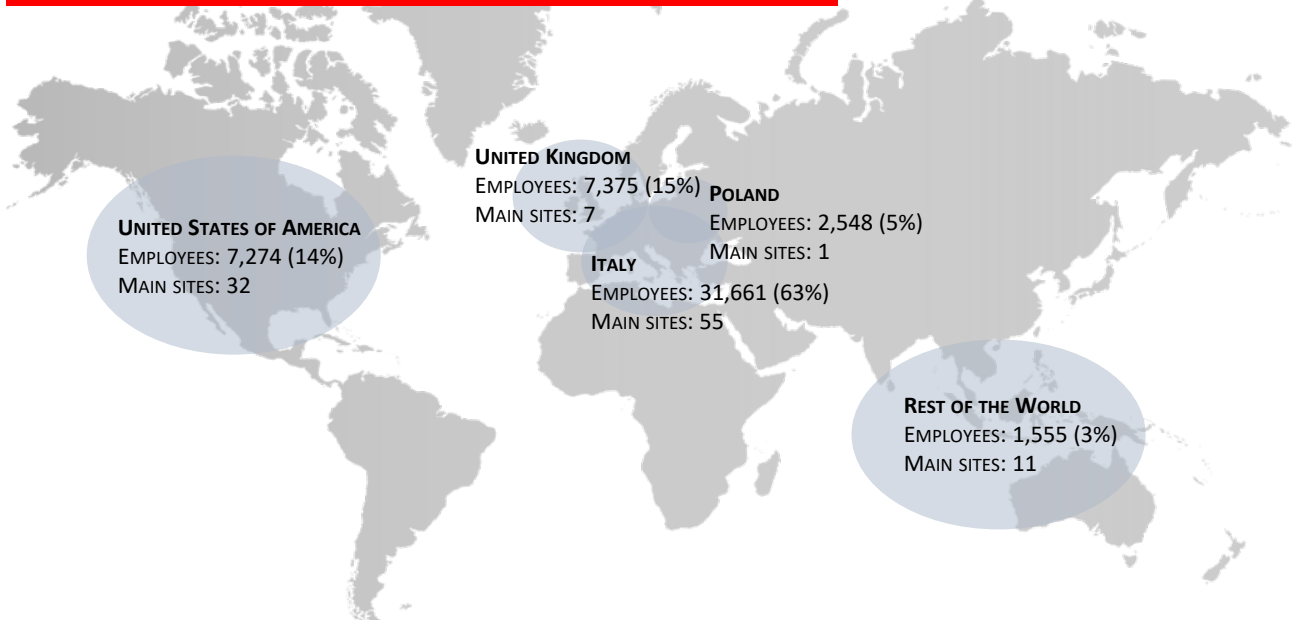 UNITED KINGDOM
EMPLOYEES: 7,375 (15%)
MAIN SITES: 7
POLAND
EMPLOYEES: 2,548 (5%)
MAIN SITES: 1
UNITED STATES OF AMERICA
EMPLOYEES: 7,274 (14%)
MAIN SITES: 32
ITALY
EMPLOYEES: 31,661 (63%)
MAIN SITES: 55
REST OF THE WORLD
EMPLOYEES: 1,555 (3%)
MAIN SITES: 11